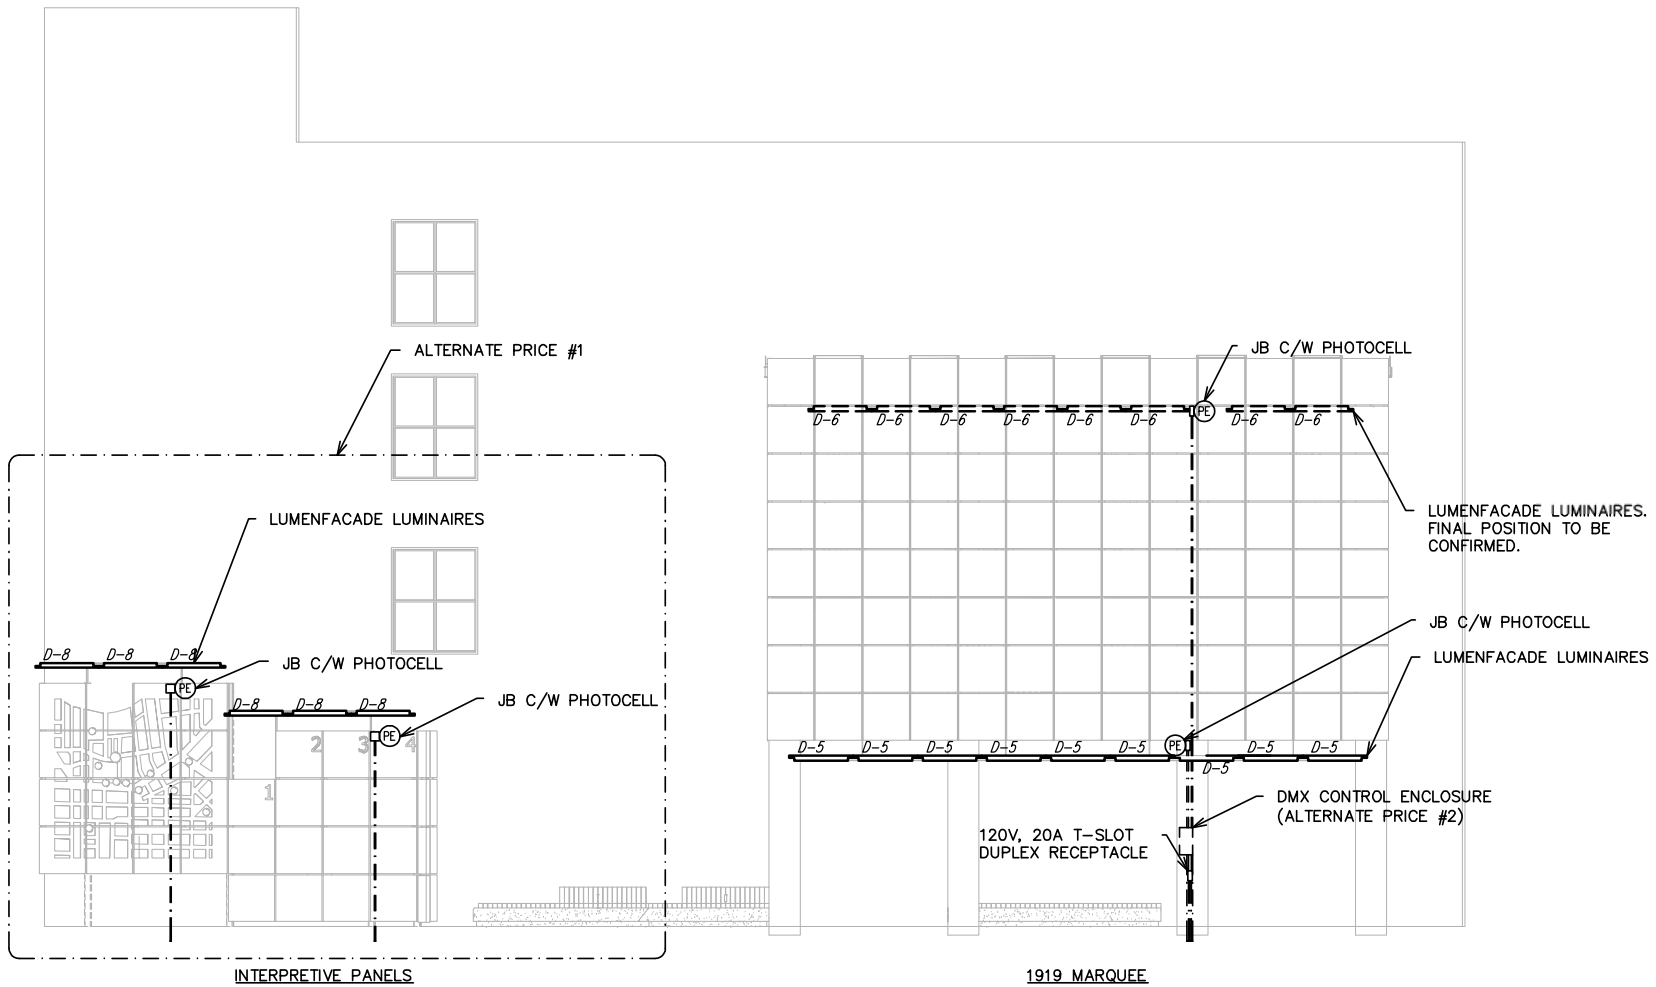 ALTERNATE PRICE #1
LUMENFACADE LUMINAIRES
D-8 D-8 D-8
JB C/W PHOTOCELL
PE
D-8 D-8 D-8
JB C/W PHOTOCELL
PE
2 3 4
1
INTERPRETIVE PANELS
JB C/W PHOTOCELL
PE
D-6 D-6 D-6 D-6 D-6 D-6 D-6 D-6
LUMENFACADE LUMINAIRES.
FINAL POSITION TO BE
CONFIRMED.
JB C/W PHOTOCELL
LUMENFACADE LUMINAIRES
PE
D-5 D-5 D-5 D-5 D-5 D-5 D-5 D-5
D-5
DMX CONTROL ENCLOSURE
(ALTERNATE PRICE #2)
120V, 20A T-SLOT
DUPLEX RECEPTACLE
1919 MARQUEE